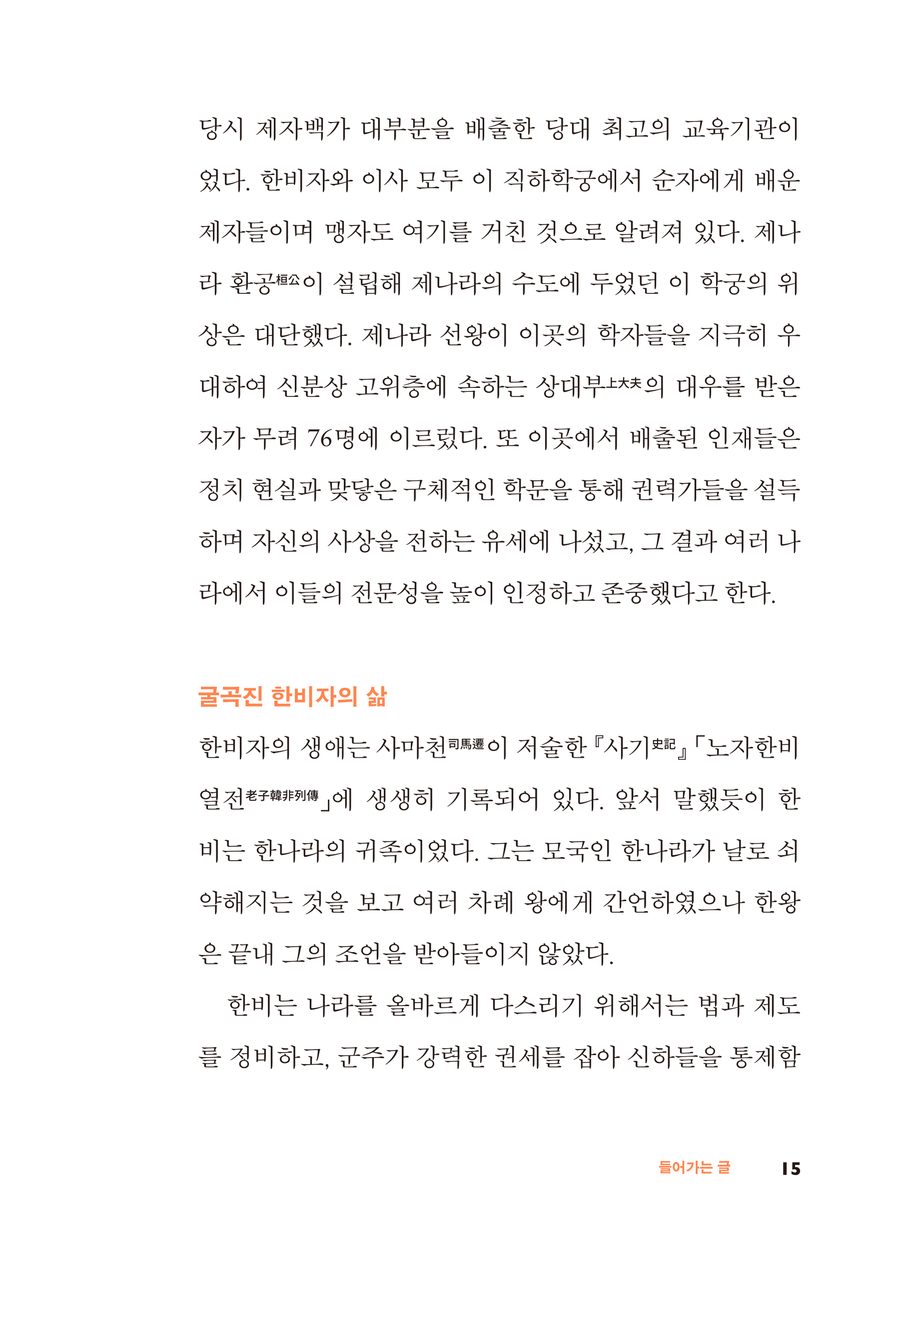 당시 제자백가 대부분을 배출한 당대 최고의 교육기관이
었다. 한비자와 이사 모두 이 직하학궁에서 순자에게 배운
제자들이며 맹자도 여기를 거친 것으로 알려져 있다. 제나
라 환공桓公이 설립해 제나라의 수도에 두었던 이 학궁의 위
상은 대단했다. 제나라 선왕이 이곳의 학자들을 지극히 우
대하여 신분상 고위층에 속하는 상대부上大夫의 대우를 받은
자가 무려 76명에 이르렀다. 또 이곳에서 배출된 인재들은
정치 현실과 맞닿은 구체적인 학문을 통해 권력가들을 설득
하며 자신의 사상을 전하는 유세에 나섰고, 그 결과 여러 나
라에서 이들의 전문성을 높이 인정하고 존중했다고 한다.
굴곡진 한비자의 삶
한비자의 생애는 사마천司馬遷이 저술한 『사기史記』 「노자한비
열전老子韓非列傳」에 생생히 기록되어 있다. 앞서 말했듯이 한
비는 한나라의 귀족이었다. 그는 모국인 한나라가 날로 쇠
약해지는 것을 보고 여러 차례 왕에게 간언하였으나 한왕
은 끝내 그의 조언을 받아들이지 않았다.
한비는 나라를 올바르게 다스리기 위해서는 법과 제도
를 정비하고, 군주가 강력한 권세를 잡아 신하들을 통제함
들어가는 글 15